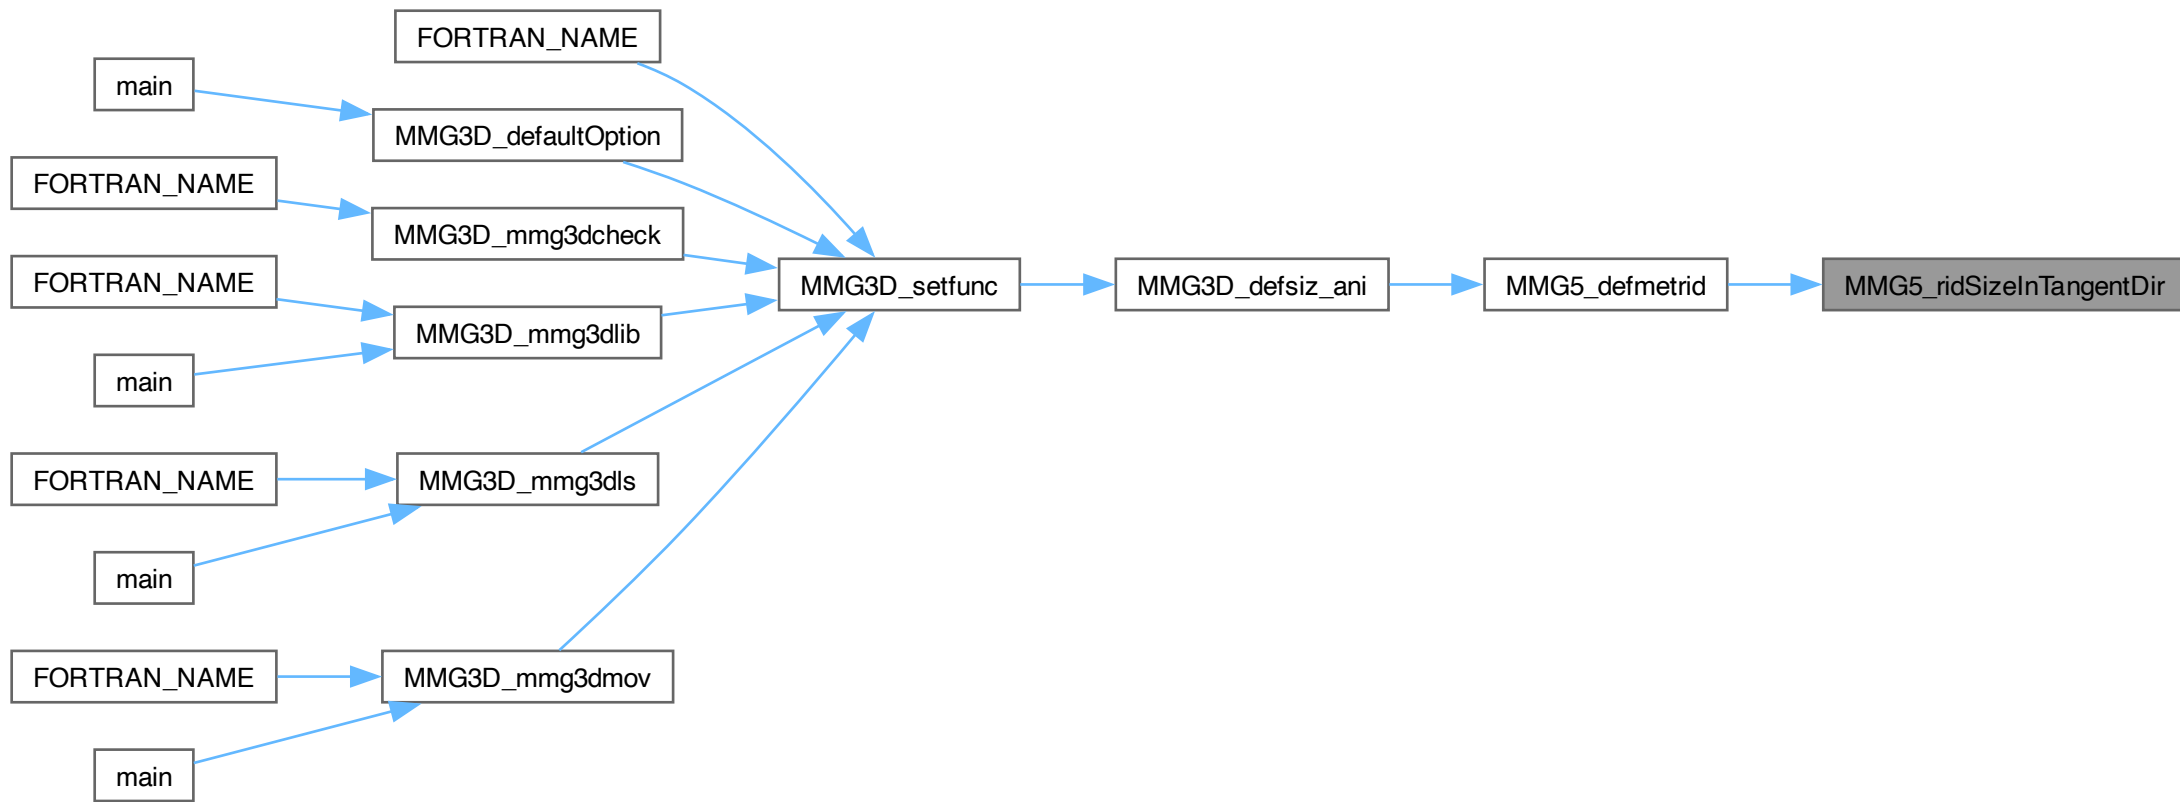 FORTRAN_NAME
main
MMG3D_defaultOption
FORTRAN_NAME
MMG3D_mmg3dcheck
FORTRAN_NAME
MMG3D_setfunc
MMG3D_defsiz_ani
MMG5_defmetrid
MMG5_ridSizeInTangentDir
MMG3D_mmg3dlib
main
FORTRAN_NAME
MMG3D_mmg3dls
main
FORTRAN_NAME
MMG3D_mmg3dmov
main